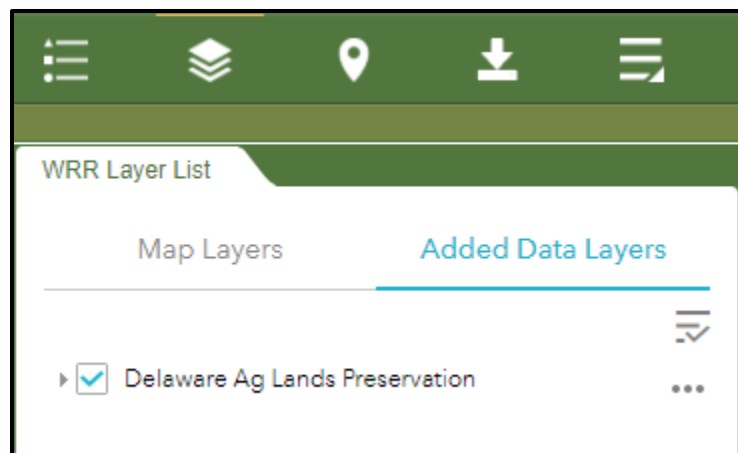 WRR Layer List
Map Layers Added Data Layers
Delaware Ag Lands Preservation